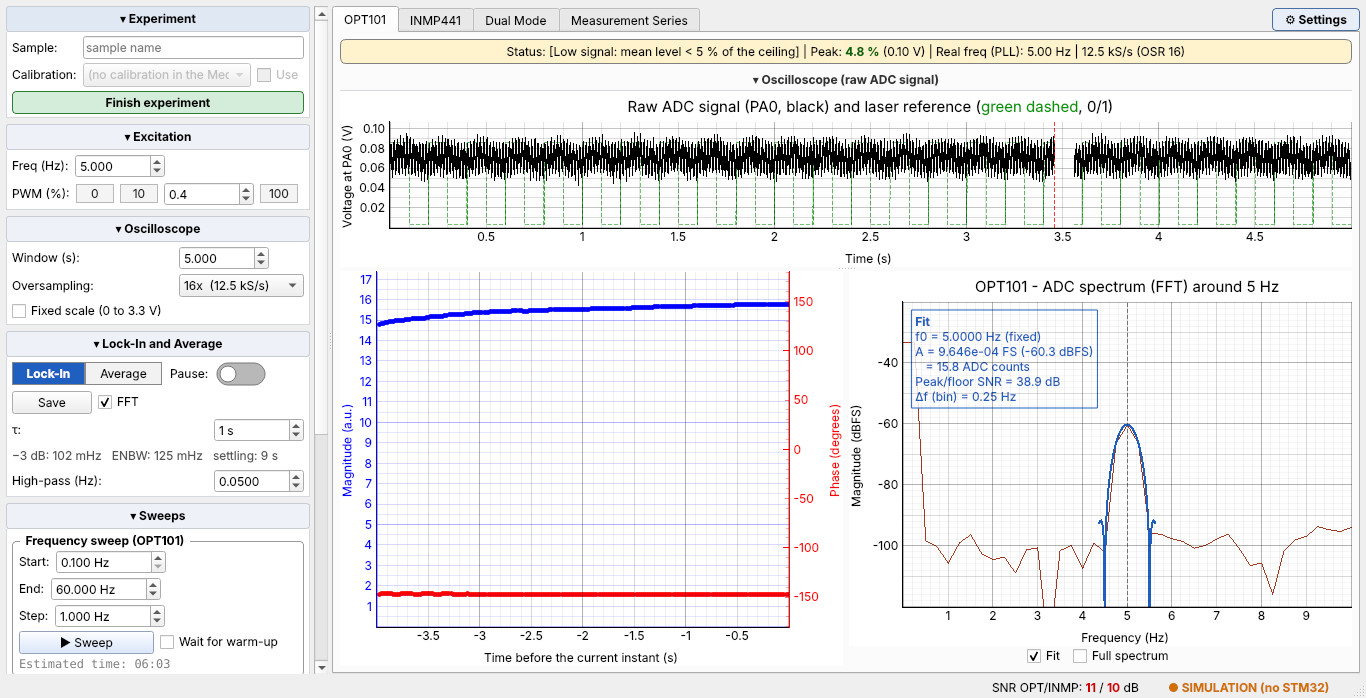 ▾ Experiment
Sample: sample name
Calibration: (no calibration in the Mec Use
Finish experiment
▾ Excitation
Freq (Hz): 5.000
PWM (%): 0 10 0.4 100
▾ Oscilloscope
Window (s): 5.000
Oversampling: 16x (12.5 kS/s)
Fixed scale (0 to 3.3 V)
▾ Lock-In and Average
Lock-In Average Pause:
Save FFT
τ: 1 s
−3 dB: 102 mHz ENBW: 125 mHz settling: 9 s
High-pass (Hz): 0.0500
▾ Sweeps
Frequency sweep (OPT101)
Start: 0.100 Hz
End: 60.000 Hz
Step: 1.000 Hz
▶ Sweep Wait for warm-up
Estimated time: 06:03
OPT101 INMP441 Dual Mode Measurement Series
⚙ Settings
Status: [Low signal: mean level < 5 % of the ceiling] | Peak: 4.8 % (0.10 V) | Real freq (PLL): 5.00 Hz | 12.5 kS/s (OSR 16)
▾ Oscilloscope (raw ADC signal)
Raw ADC signal (PA0, black) and laser reference (green dashed, 0/1)
Voltage at PA0 (V)
0.10
0.08
0.06
0.04
0.02
0.5 1 1.5 2 2.5 3 3.5 4 4.5
Time (s)
Magnitude (a.u.)
17
16
15
14
13
12
11
10
9
8
7
6
5
4
3
2
1
150
100
50
0
-50
-100
-150
Phase (degrees)
-3.5 -3 -2.5 -2 -1.5 -1 -0.5
Time before the current instant (s)
OPT101 - ADC spectrum (FFT) around 5 Hz
Fit
f0 = 5.0000 Hz (fixed)
A = 9.646e-04 FS (-60.3 dBFS)
= 15.8 ADC counts
Peak/floor SNR = 38.9 dB
Δf (bin) = 0.25 Hz
Magnitude (dBFS)
-40
-60
-80
-100
1 2 3 4 5 6 7 8 9
Frequency (Hz)
Fit Full spectrum
SNR OPT/INMP: 11 / 10 dB
● SIMULATION (no STM32)